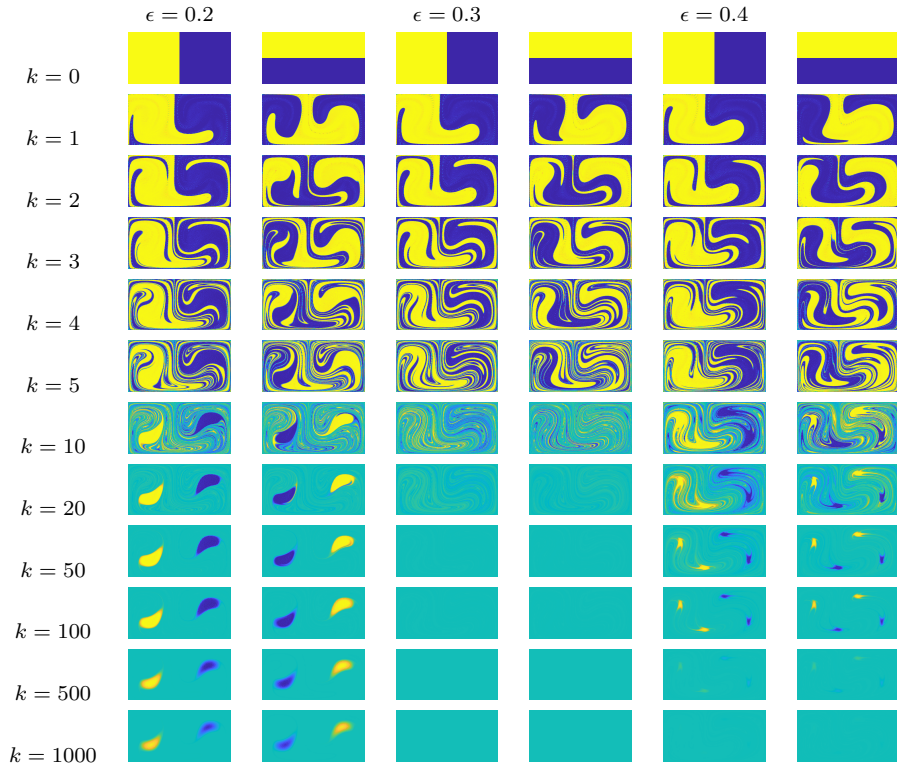 ϵ = 0.2 ϵ = 0.3 ϵ = 0.4
k = 0
k = 1
k = 2
k = 3
k = 4
k = 5
k = 10
k = 20
k = 50
k = 100
k = 500
k = 1000